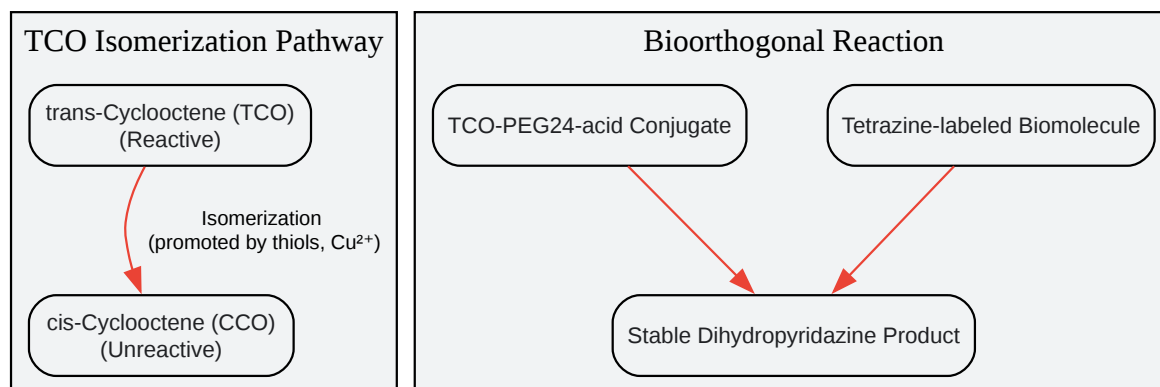 TCO Isomerization Pathway
trans-Cyclooctene (TCO)
(Reactive)
Isomerization
(promoted by thiols, Cu²⁺)
cis-Cyclooctene (CCO)
(Unreactive)
Bioorthogonal Reaction
TCO-PEG24-acid Conjugate
Tetrazine-labeled Biomolecule
Stable Dihydropyridazine Product